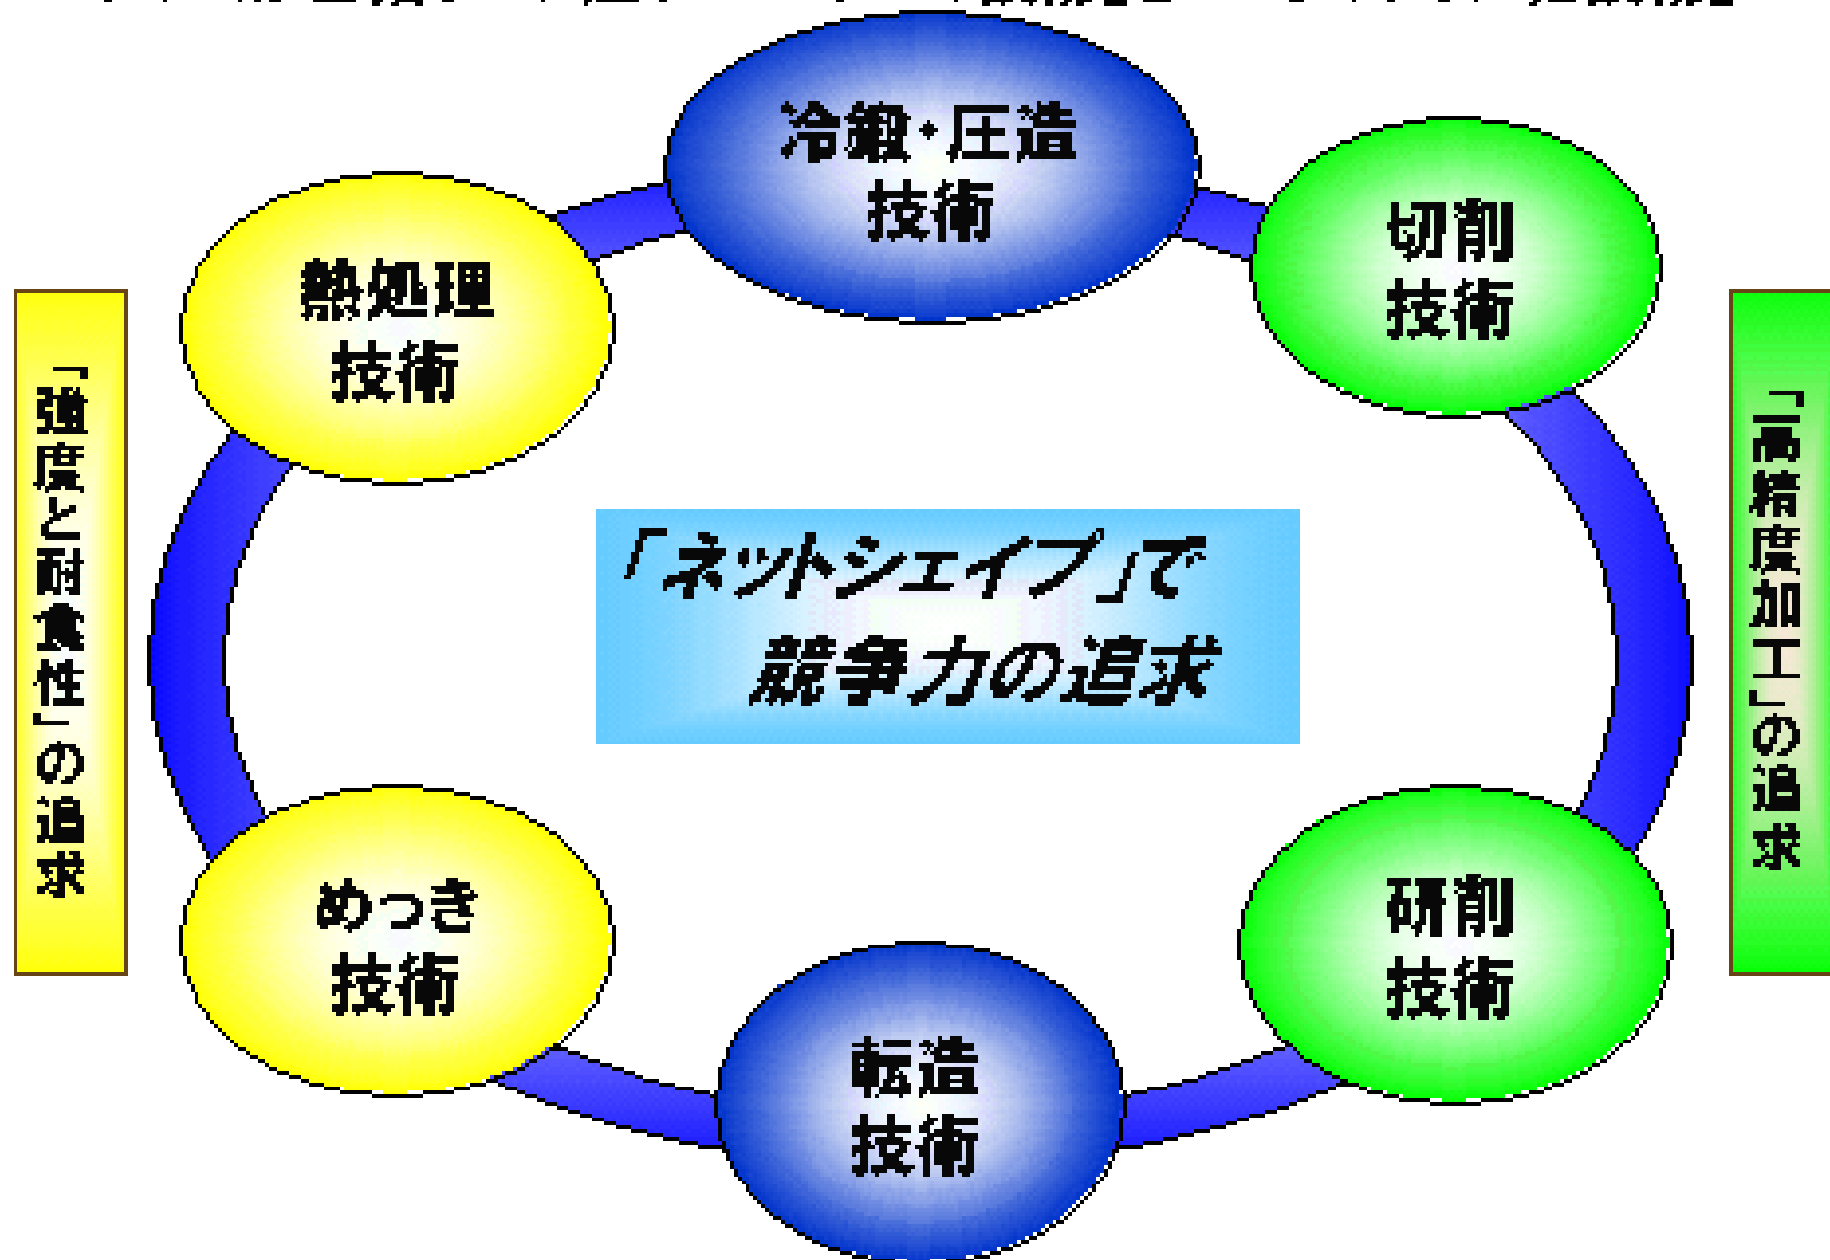 冷鍛・圧造
技術
切削
技術
熱処理
技術
「強度と耐食性」の追求
「ネットシェイプ」で
競争力の追求
「高精度加工」の追求
めっき
技術
研削
技術
転造
技術